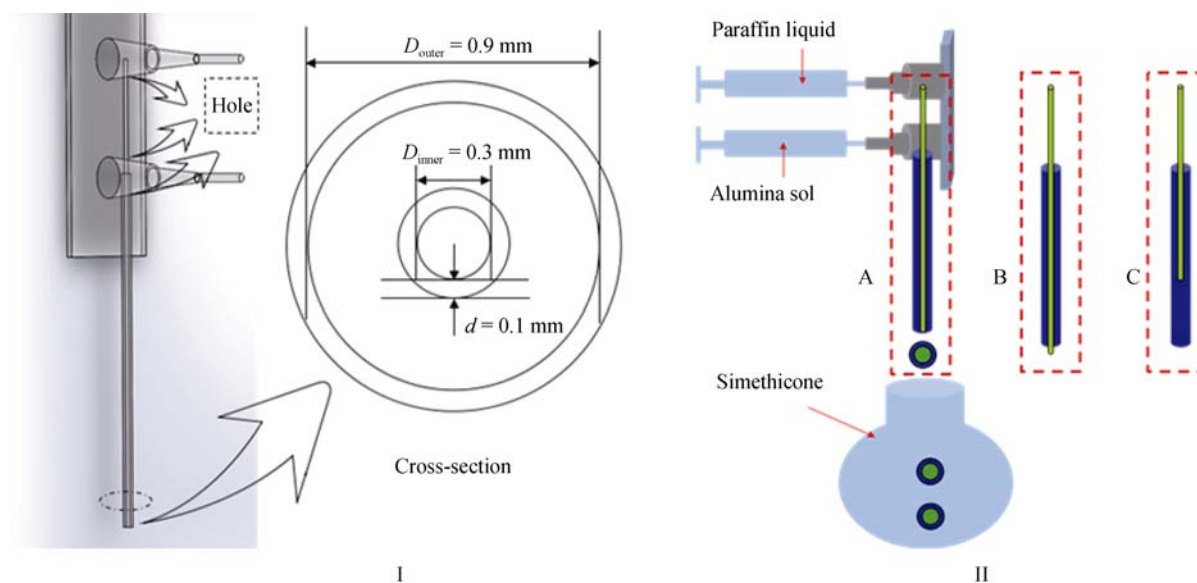 Hole
D_outer = 0.9 mm
D_inner = 0.3 mm
d = 0.1 mm
Cross-section
I
Paraffin liquid
Alumina sol
A
B
C
Simethicone
II